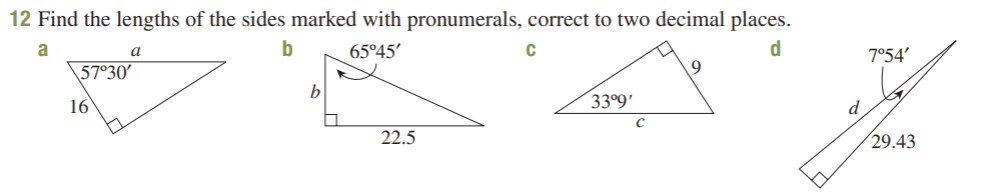 12 Find the lengths of the sides marked with pronumerals, correct to two decimal places.
a
a
57°30′
16
b
65°45′
b
22.5
c
9
33°9′
c
d
7°54′
d
29.43